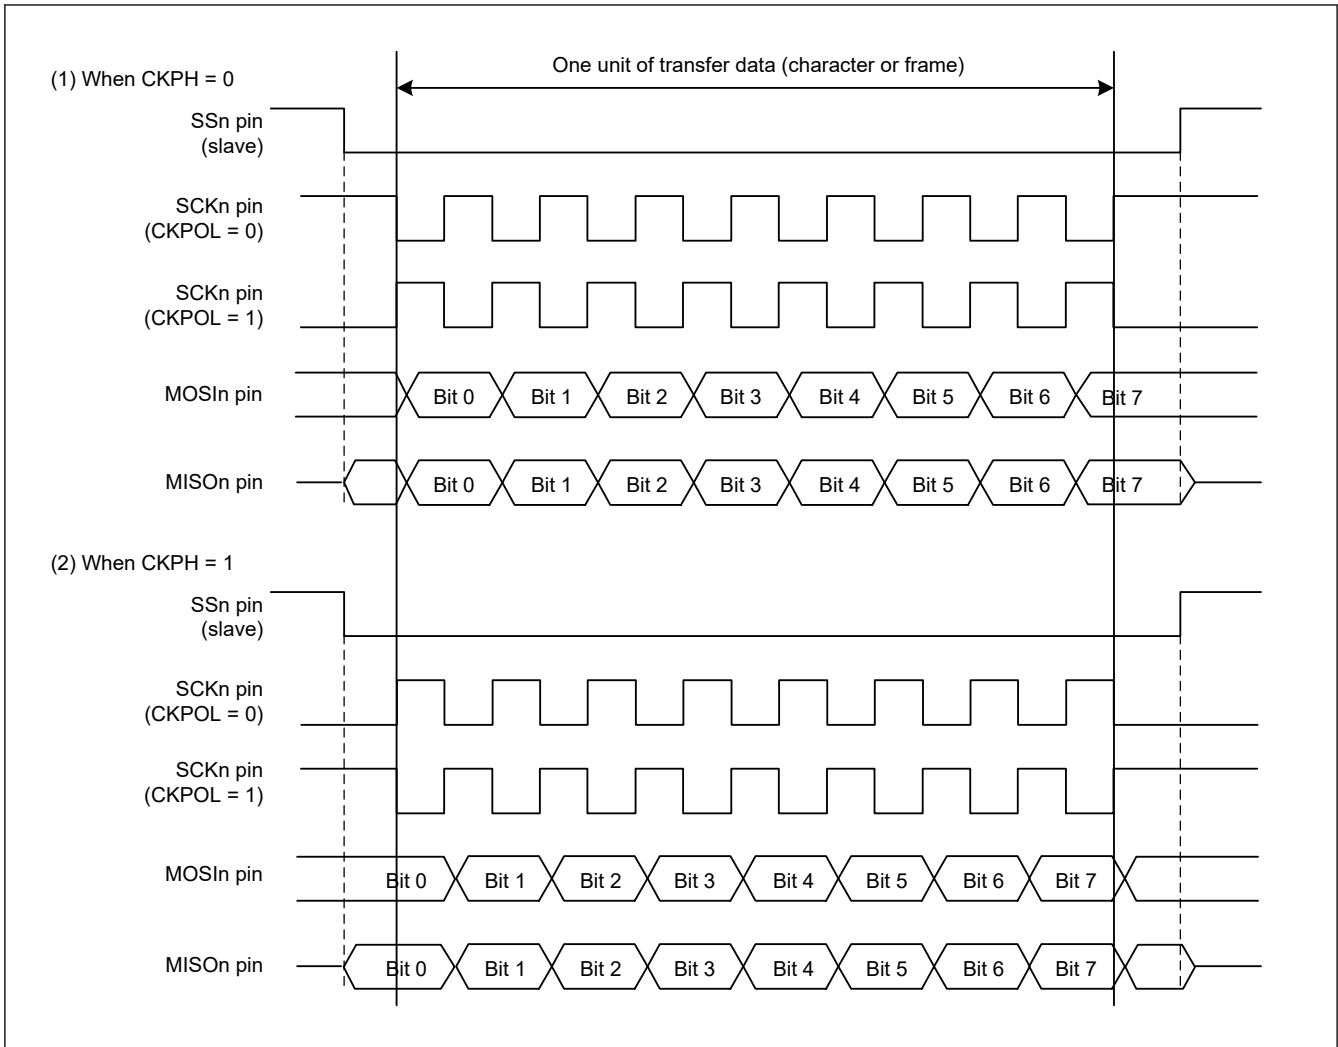 One unit of transfer data (character or frame)
(1) When CKPH = 0
SSn pin
(slave)
SCKn pin
(CKPOL = 0)
SCKn pin
(CKPOL = 1)
MOSIn pin
Bit 0 Bit 1 Bit 2 Bit 3 Bit 4 Bit 5 Bit 6 Bit 7
MISOn pin
Bit 0 Bit 1 Bit 2 Bit 3 Bit 4 Bit 5 Bit 6 Bit 7
(2) When CKPH = 1
SSn pin
(slave)
SCKn pin
(CKPOL = 0)
SCKn pin
(CKPOL = 1)
MOSIn pin
Bit 0 Bit 1 Bit 2 Bit 3 Bit 4 Bit 5 Bit 6 Bit 7
MISOn pin
Bit 0 Bit 1 Bit 2 Bit 3 Bit 4 Bit 5 Bit 6 Bit 7